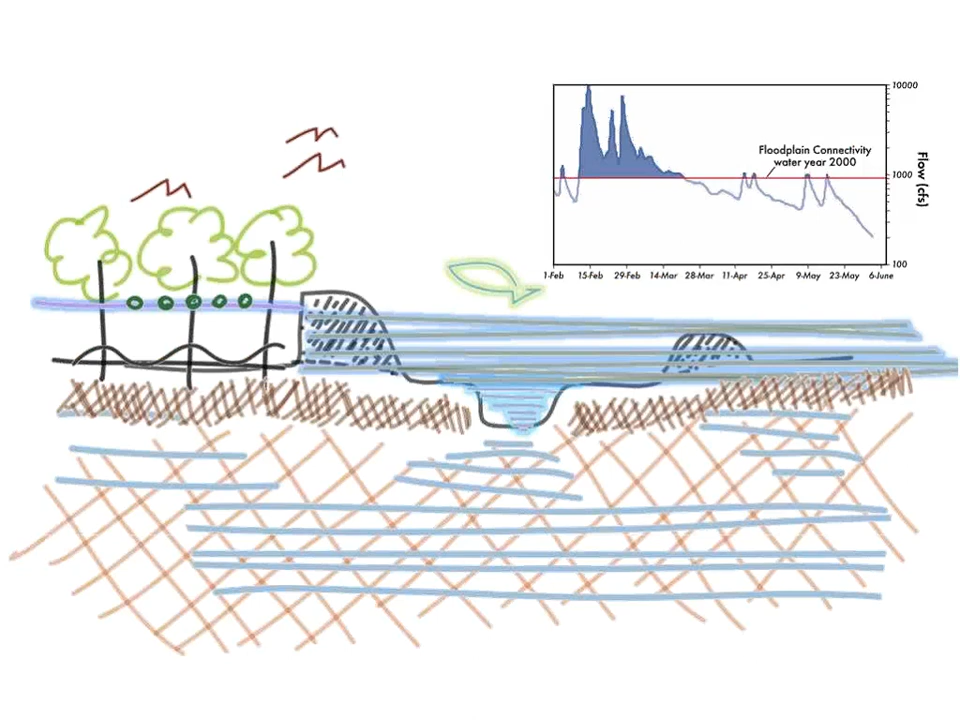 10000
Floodplain Connectivity
water year 2000
1000
Flow (cfs)
100
1-Feb 15-Feb 29-Feb 14-Mar 28-Mar 11-Apr 25-Apr 9-May 23-May 6-June